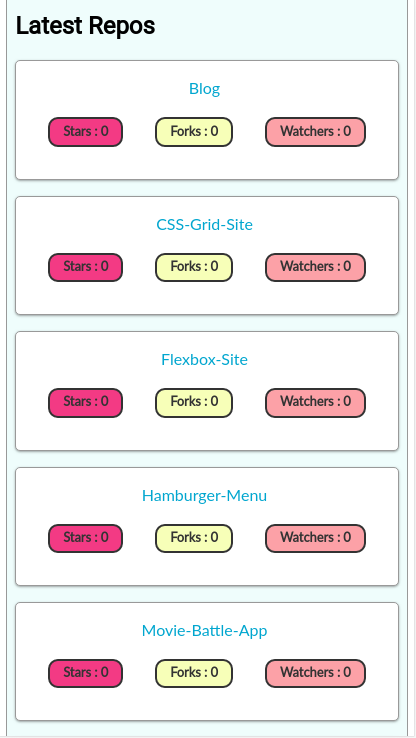 Latest Repos
Blog
Stars : 0 Forks : 0 Watchers : 0
CSS-Grid-Site
Stars : 0 Forks : 0 Watchers : 0
Flexbox-Site
Stars : 0 Forks : 0 Watchers : 0
Hamburger-Menu
Stars : 0 Forks : 0 Watchers : 0
Movie-Battle-App
Stars : 0 Forks : 0 Watchers : 0